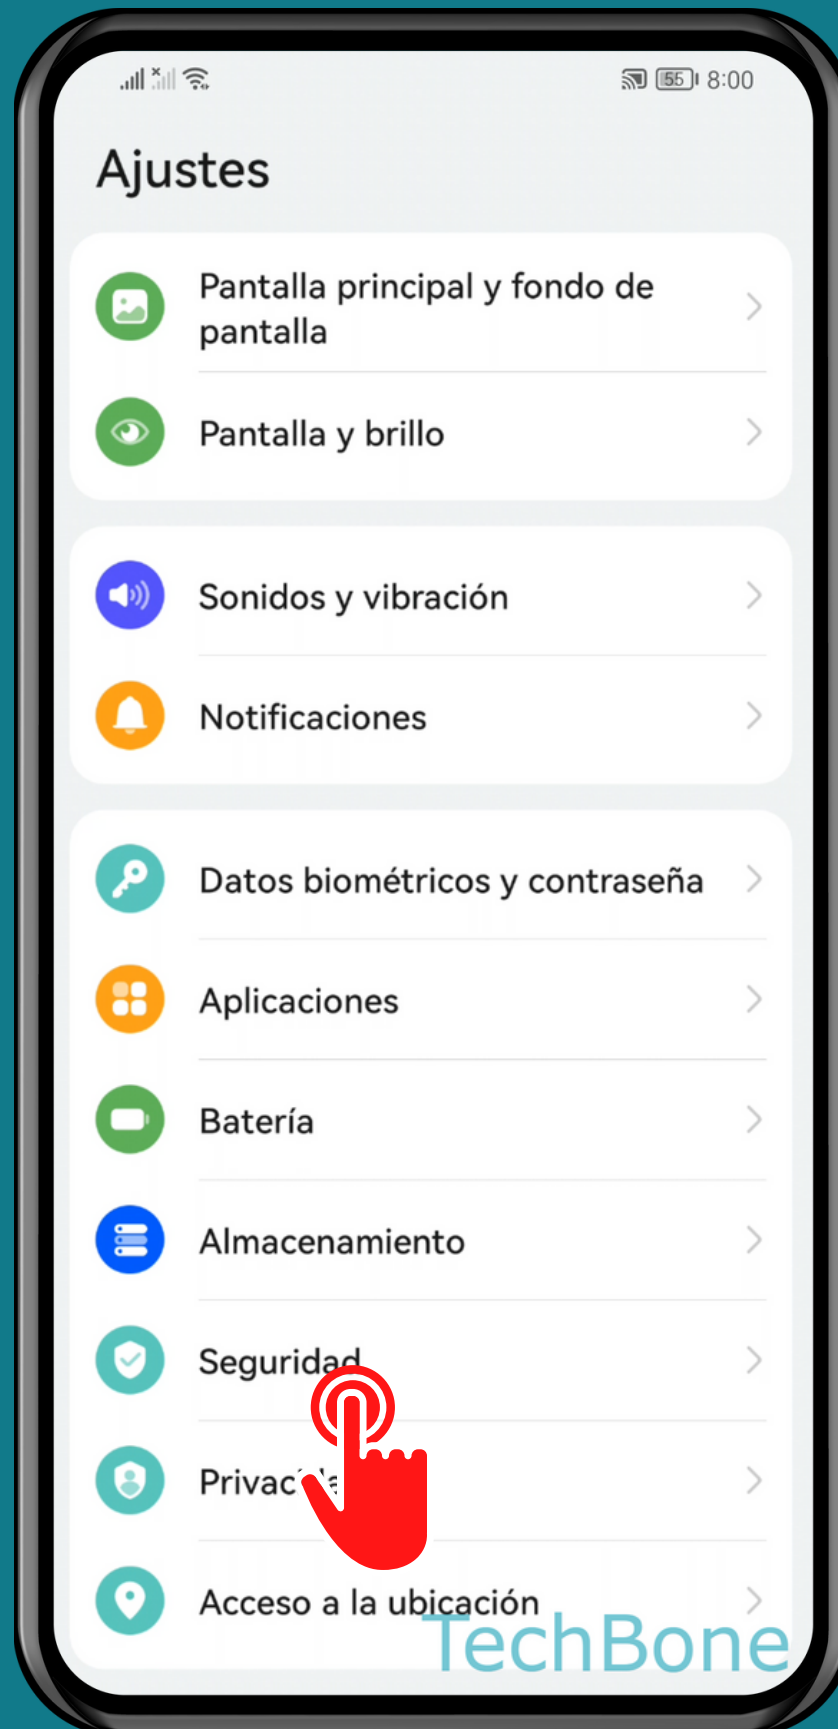 55 8:00
Ajustes
Pantalla principal y fondo de
pantalla
Pantalla y brillo
Sonidos y vibración
Notificaciones
Datos biométricos y contraseña
Aplicaciones
Batería
Almacenamiento
Seguridad
Acceso a la ubicación
TechBone